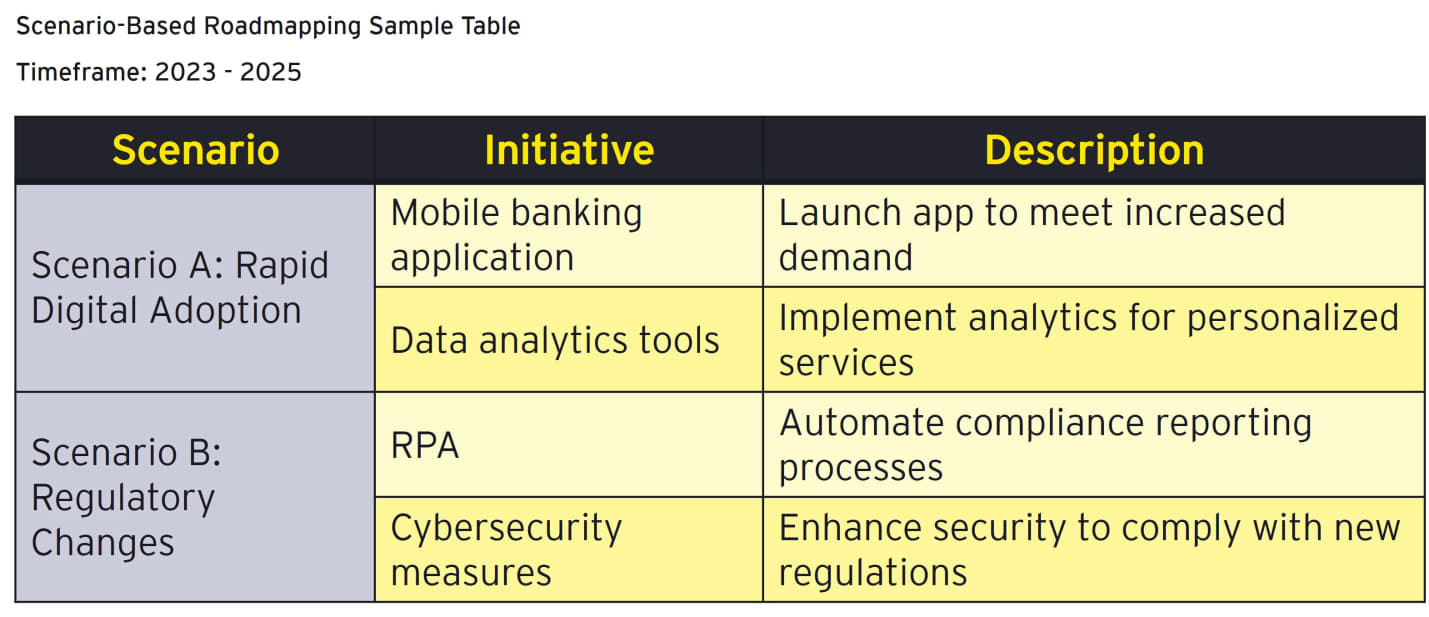 Scenario-Based Roadmapping Sample Table
Timeframe: 2023 - 2025
Scenario
Initiative
Description
Scenario A: Rapid
Digital Adoption
Mobile banking
application
Launch app to meet increased
demand
Data analytics tools
Implement analytics for personalized
services
Scenario B:
Regulatory
Changes
RPA
Automate compliance reporting
processes
Cybersecurity
measures
Enhance security to comply with new
regulations